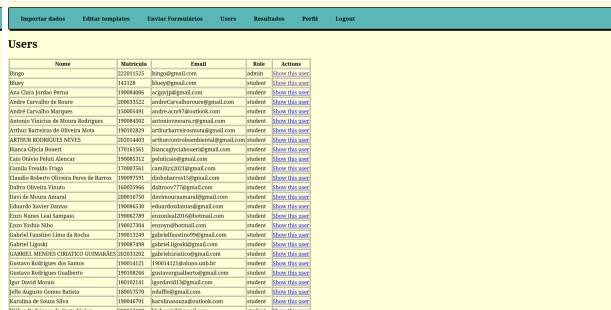 Importar dados Editar templates Enviar Formulários Users Resultados Perfil Logout
Users
Nome Matrícula Email Role Actions
Bingo 222011525 bingo@gmail.com admin Show this user
Bluey 141128 bluey@gmail.com student Show this user
Ana Clara Jordao Perna 190084006 acjpjvjp@gmail.com student Show this user
Andre Carvalho de Roure 200033522 andreCarvalhoroure@gmail.com student Show this user
André Carvalho Marques 150005491 andre.acm97@outlook.com student Show this user
Antonio Vinicius de Moura Rodrigues 190084502 antoniovmoura.r@gmail.com student Show this user
Arthur Barreiros de Oliveira Mota 190102829 arthurbarreirosmota@gmail.com student Show this user
ARTHUR RODRIGUES NEVES 202014403 arthurcontroleambiental@gmail.com student Show this user
Bianca Glycia Boueri 170161561 biancaglyciaboueri@gmail.com student Show this user
Caio Otávio Peluti Alencar 190085312 peluticaio@gmail.com student Show this user
Camila Frealdo Fraga 170007561 camilizx2021@gmail.com student Show this user
Claudio Roberto Oliveira Peres de Barros 190097591 dinhobarros15@gmail.com student Show this user
Daltro Oliveira Vinuto 160025966 daltroov777@gmail.com student Show this user
Davi de Moura Amaral 200016750 davimouraamaral@gmail.com student Show this user
Eduardo Xavier Dantas 190086530 eduardoxdantas@gmail.com student Show this user
Enzo Nunes Leal Sampaio 190062789 enzonleal2016@hotmail.com student Show this user
Enzo Yoshio Niho 190027304 enzoyn@hotmail.com student Show this user
Gabriel Faustino Lima da Rocha 190013249 gabrielfaustino99@gmail.com student Show this user
Gabriel Ligoski 190087498 gabriel.ligoski@gmail.com student Show this user
GABRIEL MENDES CIRIATICO GUIMARÃES 202033202 gabrielciriatico@gmail.com student Show this user
Gustavo Rodrigues dos Santos 190014121 190014121@aluno.unb.br student Show this user
Gustavo Rodrigues Gualberto 190108266 gustavorgualberto@gmail.com student Show this user
Igor David Morais 180102141 igordavid13@gmail.com student Show this user
Jefte Augusto Gomes Batista 180057570 ndaffte@gmail.com student Show this user
Karolina de Souza Silva 190046791 karolinasouza@outlook.com student Show this user